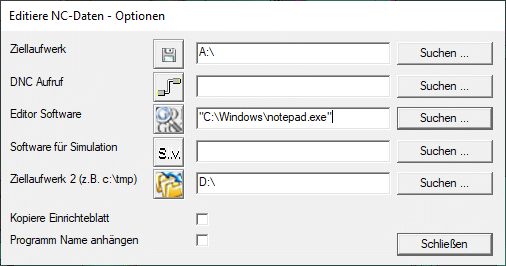 Editiere NC-Daten - Optionen
Ziellaufwerk A:\ Suchen ...
DNC Aufruf Suchen ...
Editor Software "C:\Windows\notepad.exe" Suchen ...
Software für Simulation S..v. Suchen ...
Ziellaufwerk 2 (z.B. c:\tmp) D:\ Suchen ...
Kopiere Einrichteblatt
Programm Name anhängen
Schließen